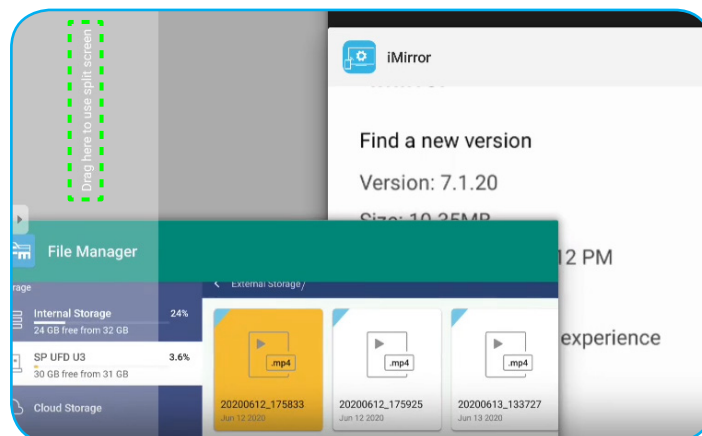 Drag here to use split screen
iMirror
Find a new version
Version: 7.1.20
Size: 10.35MB
12 PM
experience
File Manager
External Storage/
Internal Storage
24%
24 GB free from 32 GB
SP UFD U3
3.6%
30 GB free from 31 GB
Cloud Storage
.mp4
.mp4
.mp4
20200612_175833
20200612_175925
20200613_133727
Jun 12 2020
Jun 12 2020
Jun 13 2020